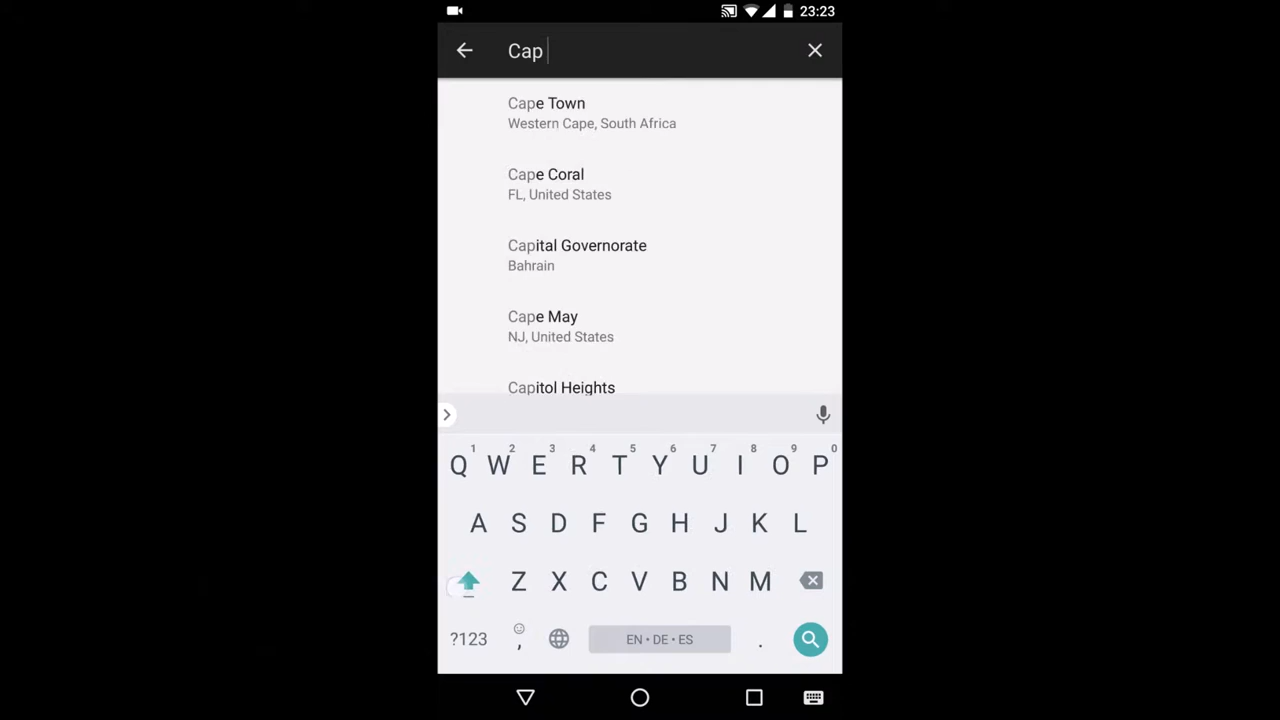 23:23
Cap
Cape Town
Western Cape, South Africa
Cape Coral
FL, United States
Capital Governorate
Bahrain
Cape May
NJ, United States
Capitol Heights
1 2 3 4 5 6 7 8 9 0
Q W E R T Y U I O P
A S D F G H J K L
Z X C V B N M
?123 , EN • DE • ES .